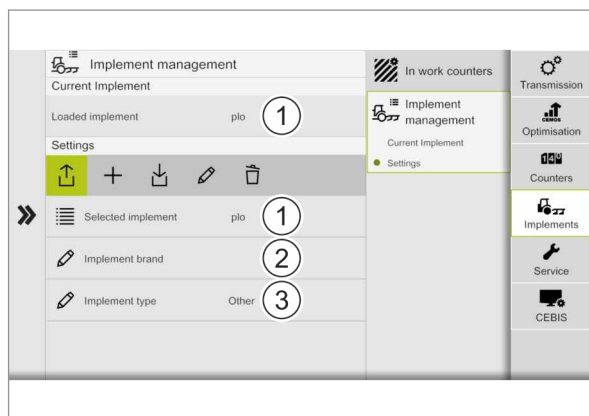 Implement management
Current Implement
Loaded implement plo 1
Settings
Selected implement plo 1
Implement brand 2
Implement type Other 3
In work counters
Implement
management
Current Implement
Settings
Transmission
CEMOS
Optimisation
Counters
Implements
Service
CEBIS